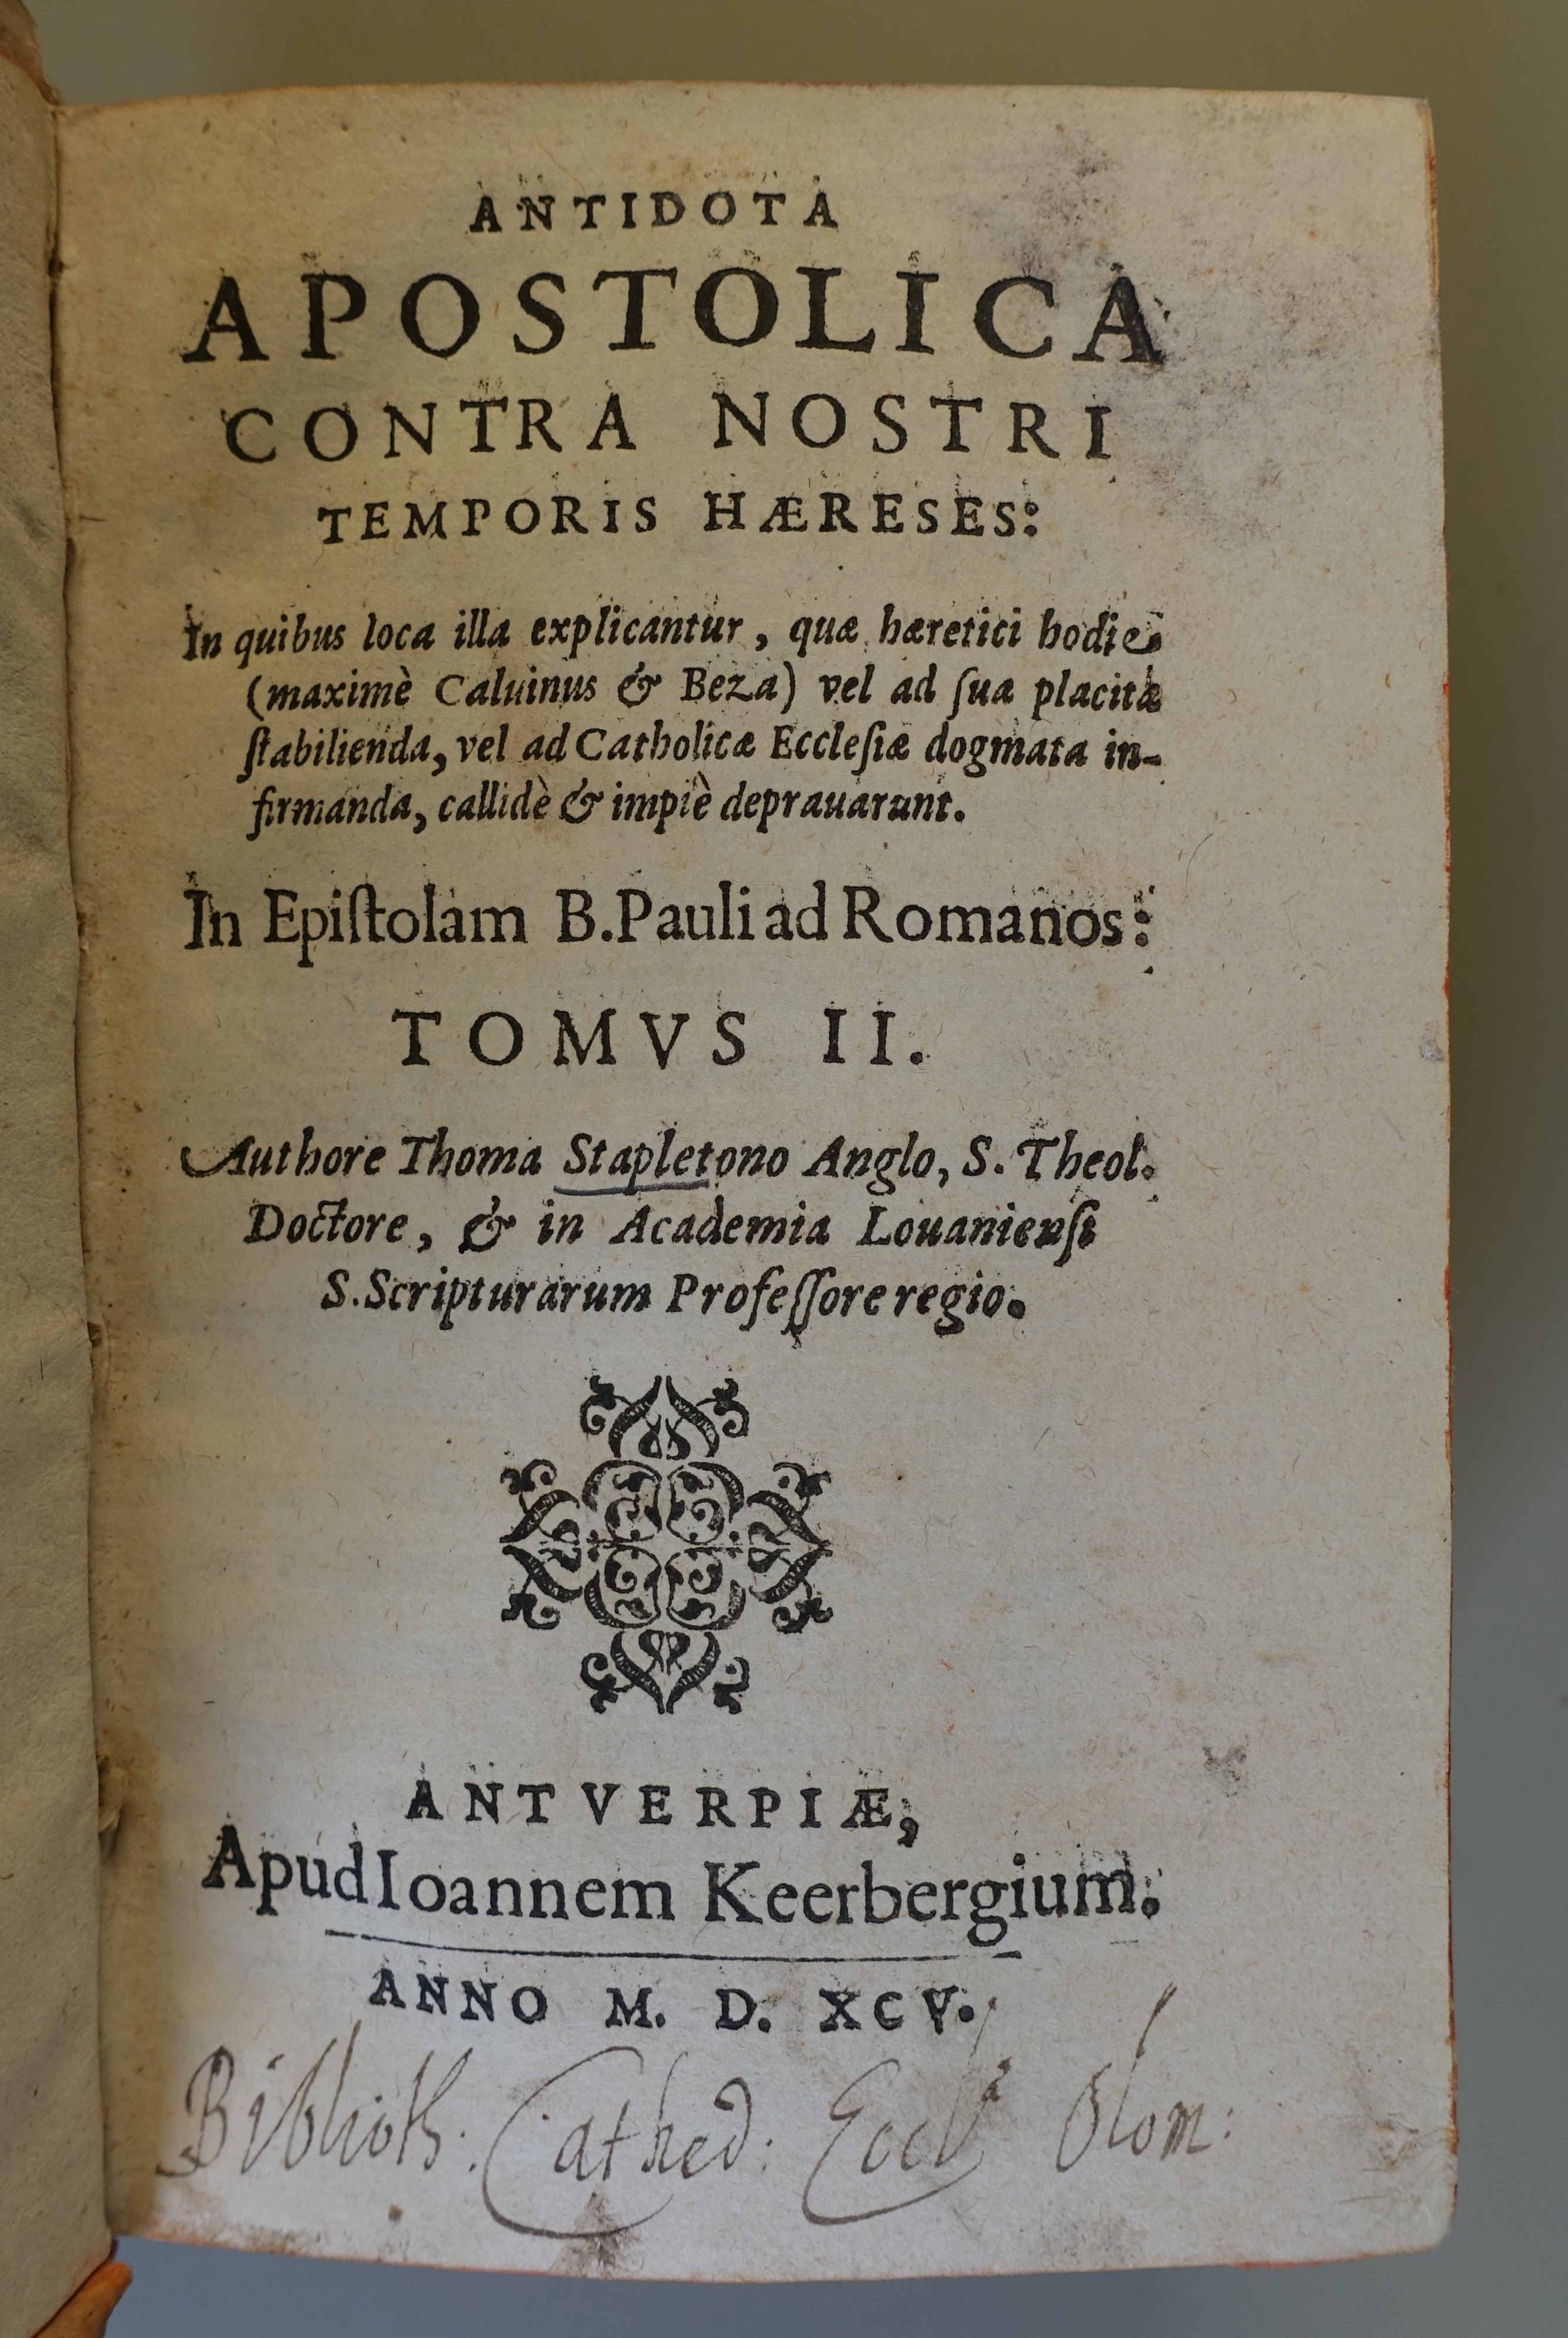 ANTIDOTA
APOSTOLICA
CONTRA NOSTRI
TEMPORIS HÆRESES:
In quibus loca illa explicantur, quæ hæretici hodie
(maximè Caluinus & Beza) vel ad ſua placita
ſtabilienda, vel ad Catholicæ Eccleſiæ dogmata in-
firmanda, callidè & impiè deprauarunt.
In Epiſtolam B. Pauli ad Romanos:
TOMVS II.
Authore Thoma Stapletono Anglo, S. Theol.
Doctore, & in Academia Louanienſi
S. Scripturarum Profeſſore regio.
ANTVERPIÆ,
Apud Ioannem Keerbergium.
ANNO M. D. XCV.
Biblioth. Cathed: Eccl: Olom: